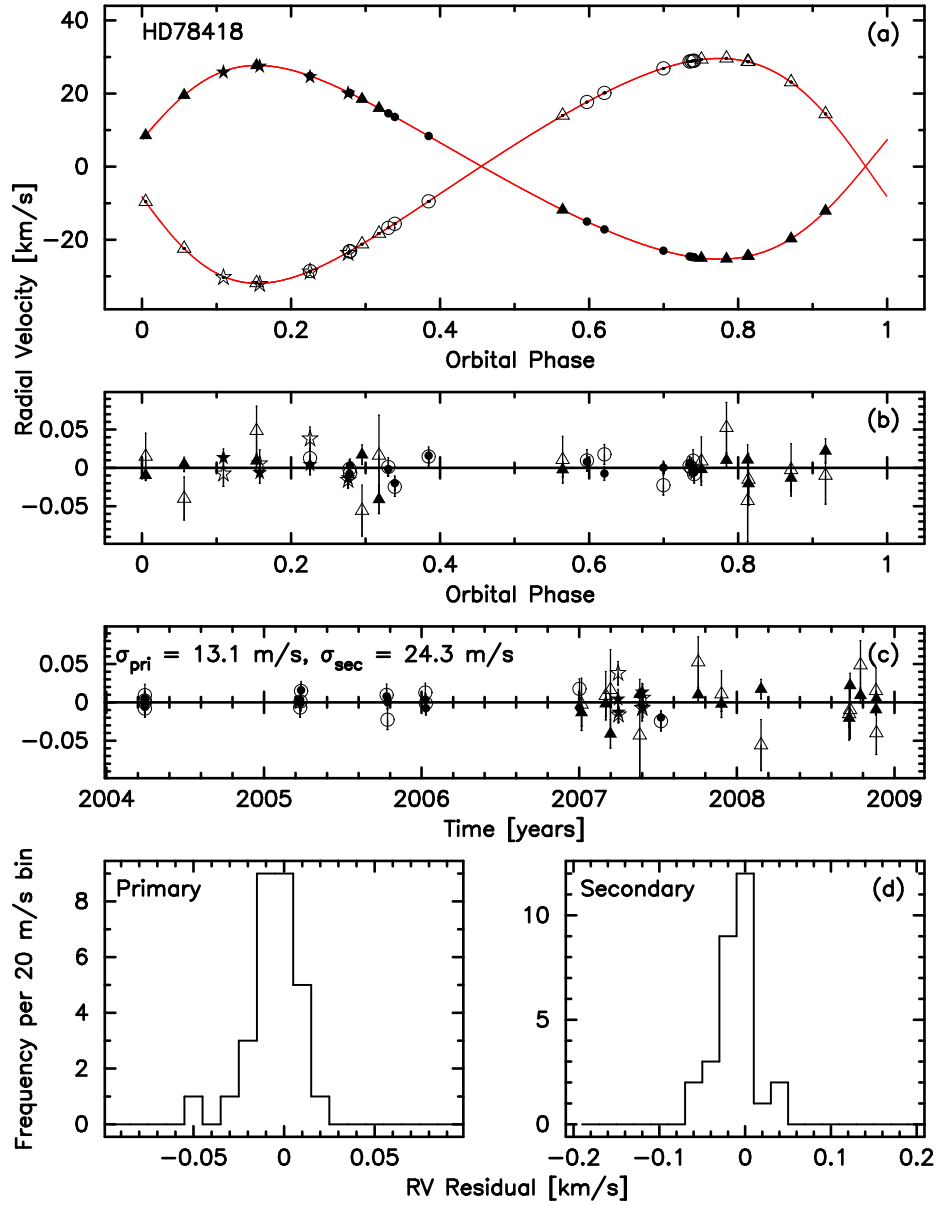 HD78418
(a)
40
20
0
−20
0 0.2 0.4 0.6 0.8 1
Orbital Phase
Radial Velocity [km/s]
(b)
0.05
0
−0.05
0 0.2 0.4 0.6 0.8 1
Orbital Phase
σpri = 13.1 m/s, σsec = 24.3 m/s
(c)
0.05
0
−0.05
2004 2005 2006 2007 2008 2009
Time [years]
Primary
8
6
4
2
0
−0.05 0 0.05
Frequency per 20 m/s bin
Secondary
(d)
10
5
0
−0.2 −0.1 0 0.1 0.2
RV Residual [km/s]